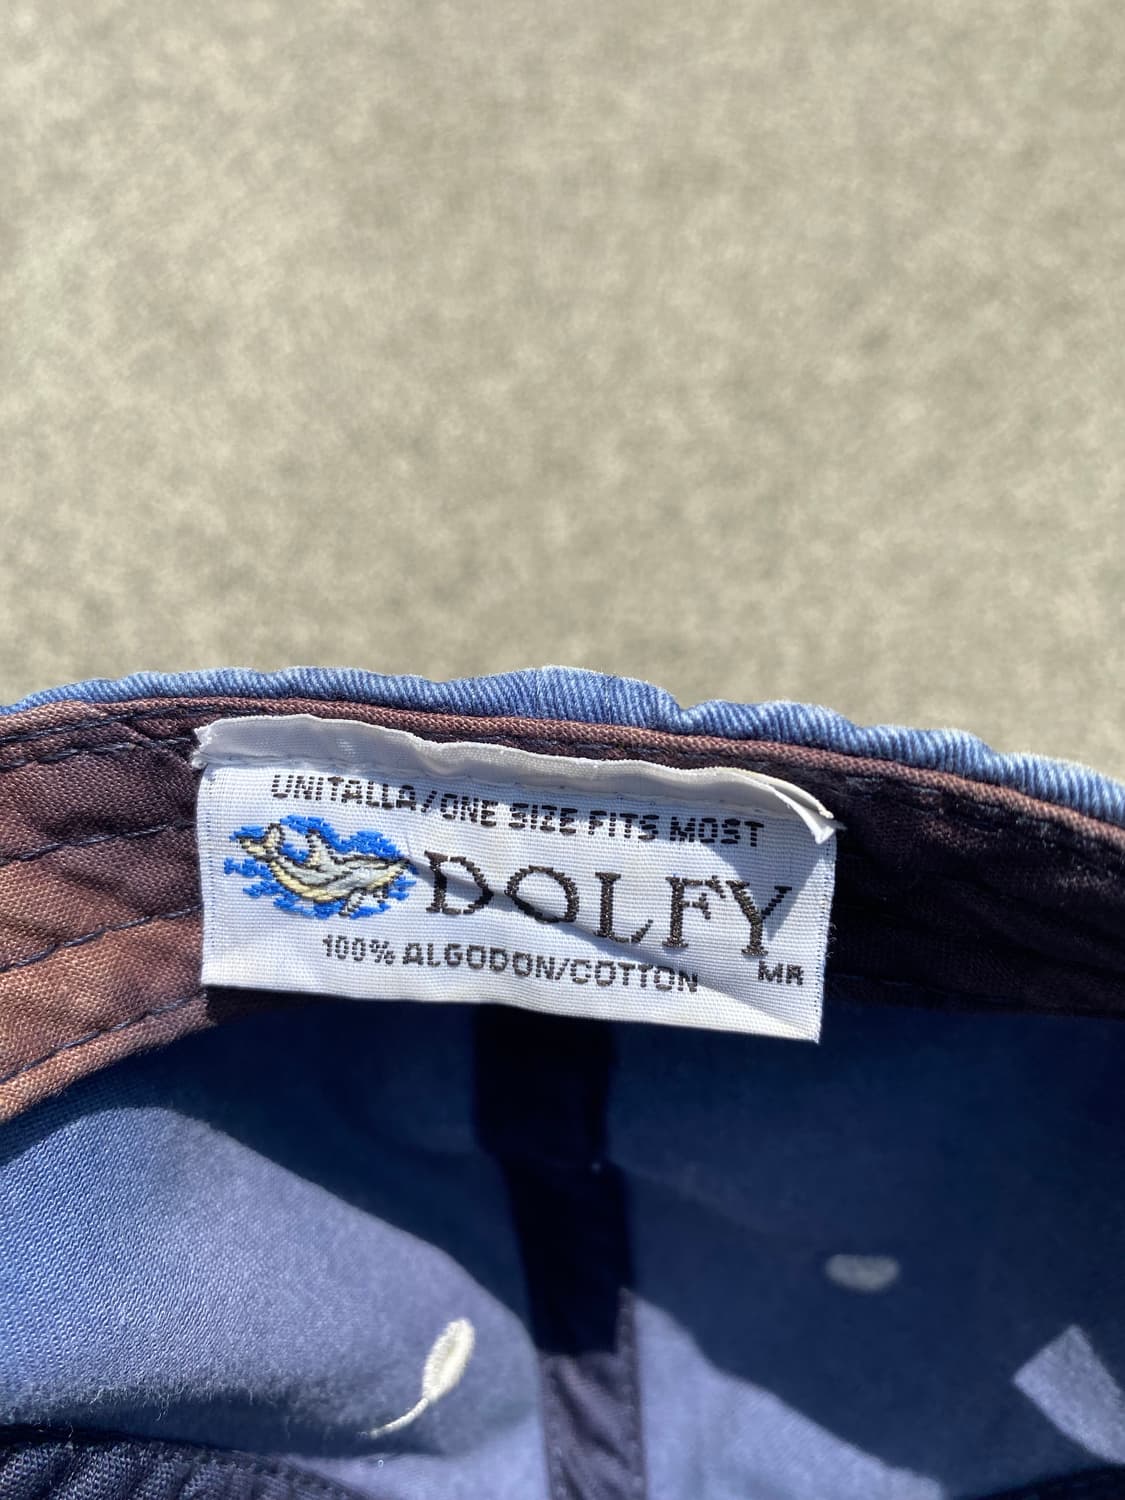 UNITALLA/ONE SIZE FITS MOST
DOLFY MR
100% ALGODON/COTTON